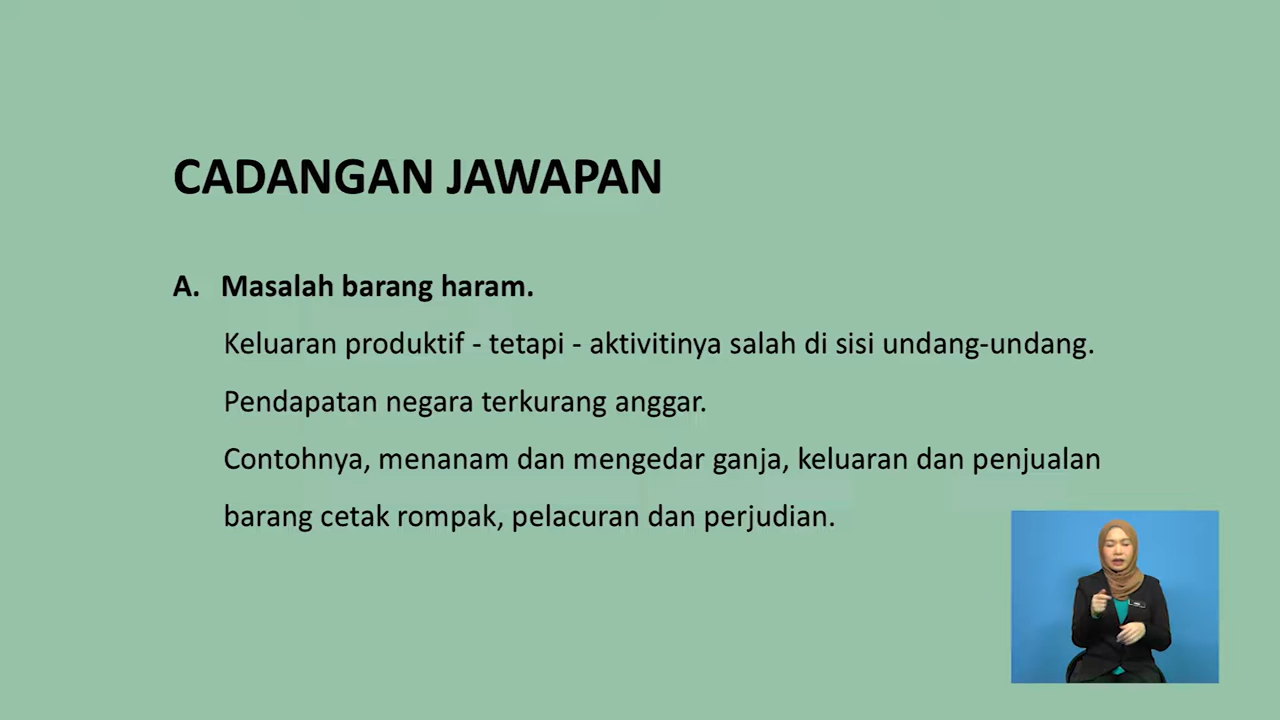 CADANGAN JAWAPAN
A. Masalah barang haram.
Keluaran produktif - tetapi - aktivitinya salah di sisi undang-undang.
Pendapatan negara terkurang anggar.
Contohnya, menanam dan mengedar ganja, keluaran dan penjualan
barang cetak rompak, pelacuran dan perjudian.